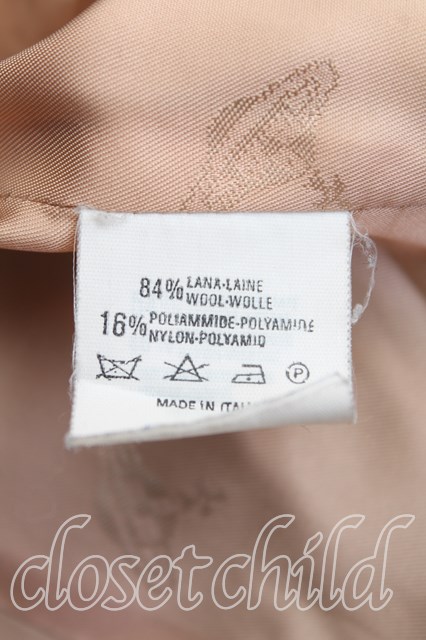 84% LANA-LAINE
WOOL-WOLLE
16% POLIAMMIDE-POLYAMIDE
NYLON-POLYAMID
P
MADE IN ITALY
closet child